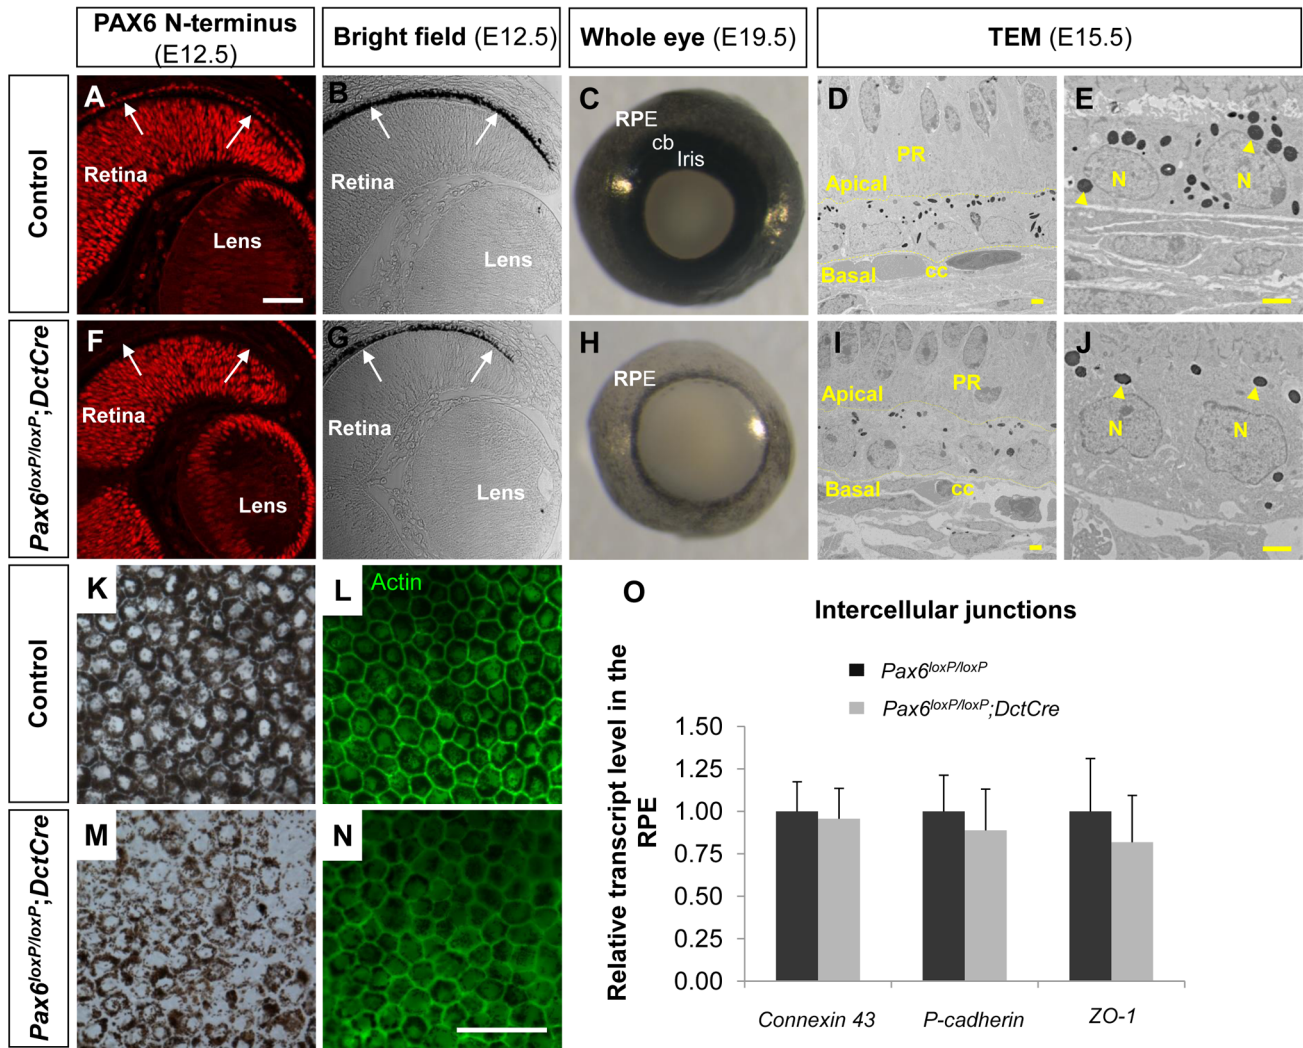 PAX6 N-terminus
(E12.5)
Bright field (E12.5)
Whole eye (E19.5)
TEM (E15.5)
Control
A
Retina
Lens
B
Retina
Lens
C
RPE
cb
Iris
D
PR
Apical
Basal
cc
E
N
N
Pax6loxP/loxP;DctCre
F
Retina
Lens
G
Retina
Lens
H
RPE
I
PR
Apical
Basal
cc
J
N
N
Control
K
L
Actin
Pax6loxP/loxP;DctCre
M
N
O
Intercellular junctions
Pax6loxP/loxP
Pax6loxP/loxP;DctCre
Relative transcript level in the
RPE
1.50
1.25
1.00
0.75
0.50
0.25
0.00
Connexin 43
P-cadherin
ZO-1